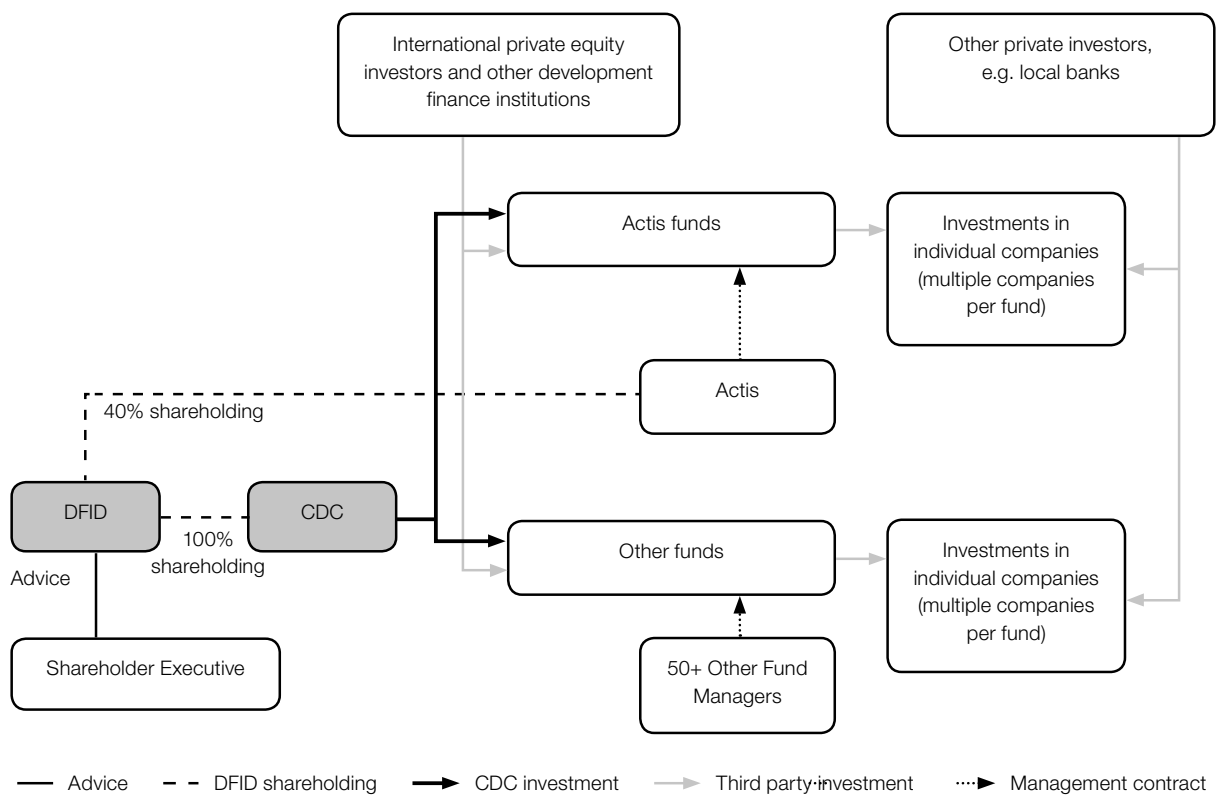 International private equity
investors and other development
finance institutions
Other private investors,
e.g. local banks
Actis funds
Investments in
individual companies
(multiple companies
per fund)
Actis
40% shareholding
DFID
CDC
100%
shareholding
Advice
Other funds
Investments in
individual companies
(multiple companies
per fund)
Shareholder Executive
50+ Other Fund
Managers
Advice
DFID shareholding
CDC investment
Third party investment
Management contract